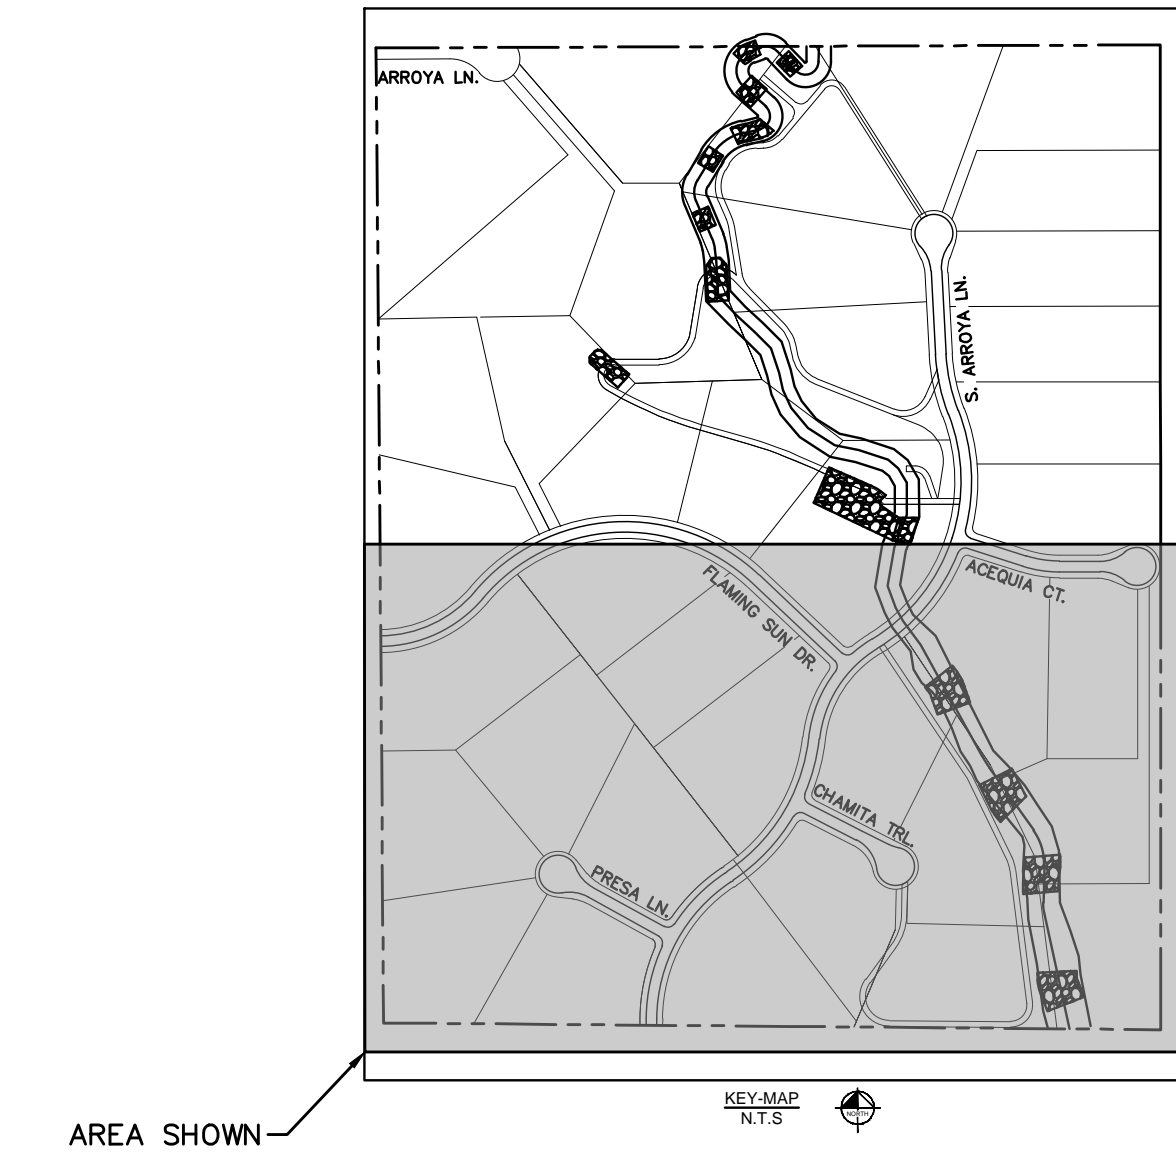 ARROYA LN.
S. ARROYA LN.
FLAMING SUN DR.
ACEQUIA CT.
CHAMITA TRL.
PRESA LN.
KEY-MAP
N.T.S
NORTH
AREA SHOWN